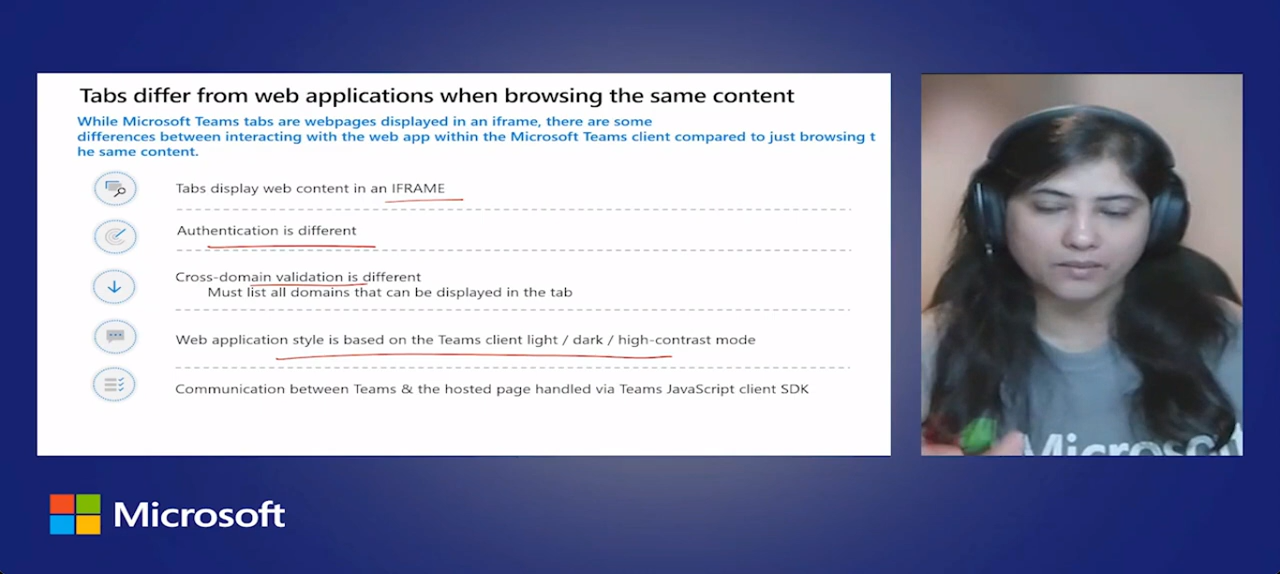 Tabs differ from web applications when browsing the same content
While Microsoft Teams tabs are webpages displayed in an iframe, there are some
differences between interacting with the web app within the Microsoft Teams client compared to just browsing t
he same content.
Tabs display web content in an IFRAME
Authentication is different
Cross-domain validation is different
Must list all domains that can be displayed in the tab
Web application style is based on the Teams client light / dark / high-contrast mode
Communication between Teams & the hosted page handled via Teams JavaScript client SDK
Microsoft
Microsoft